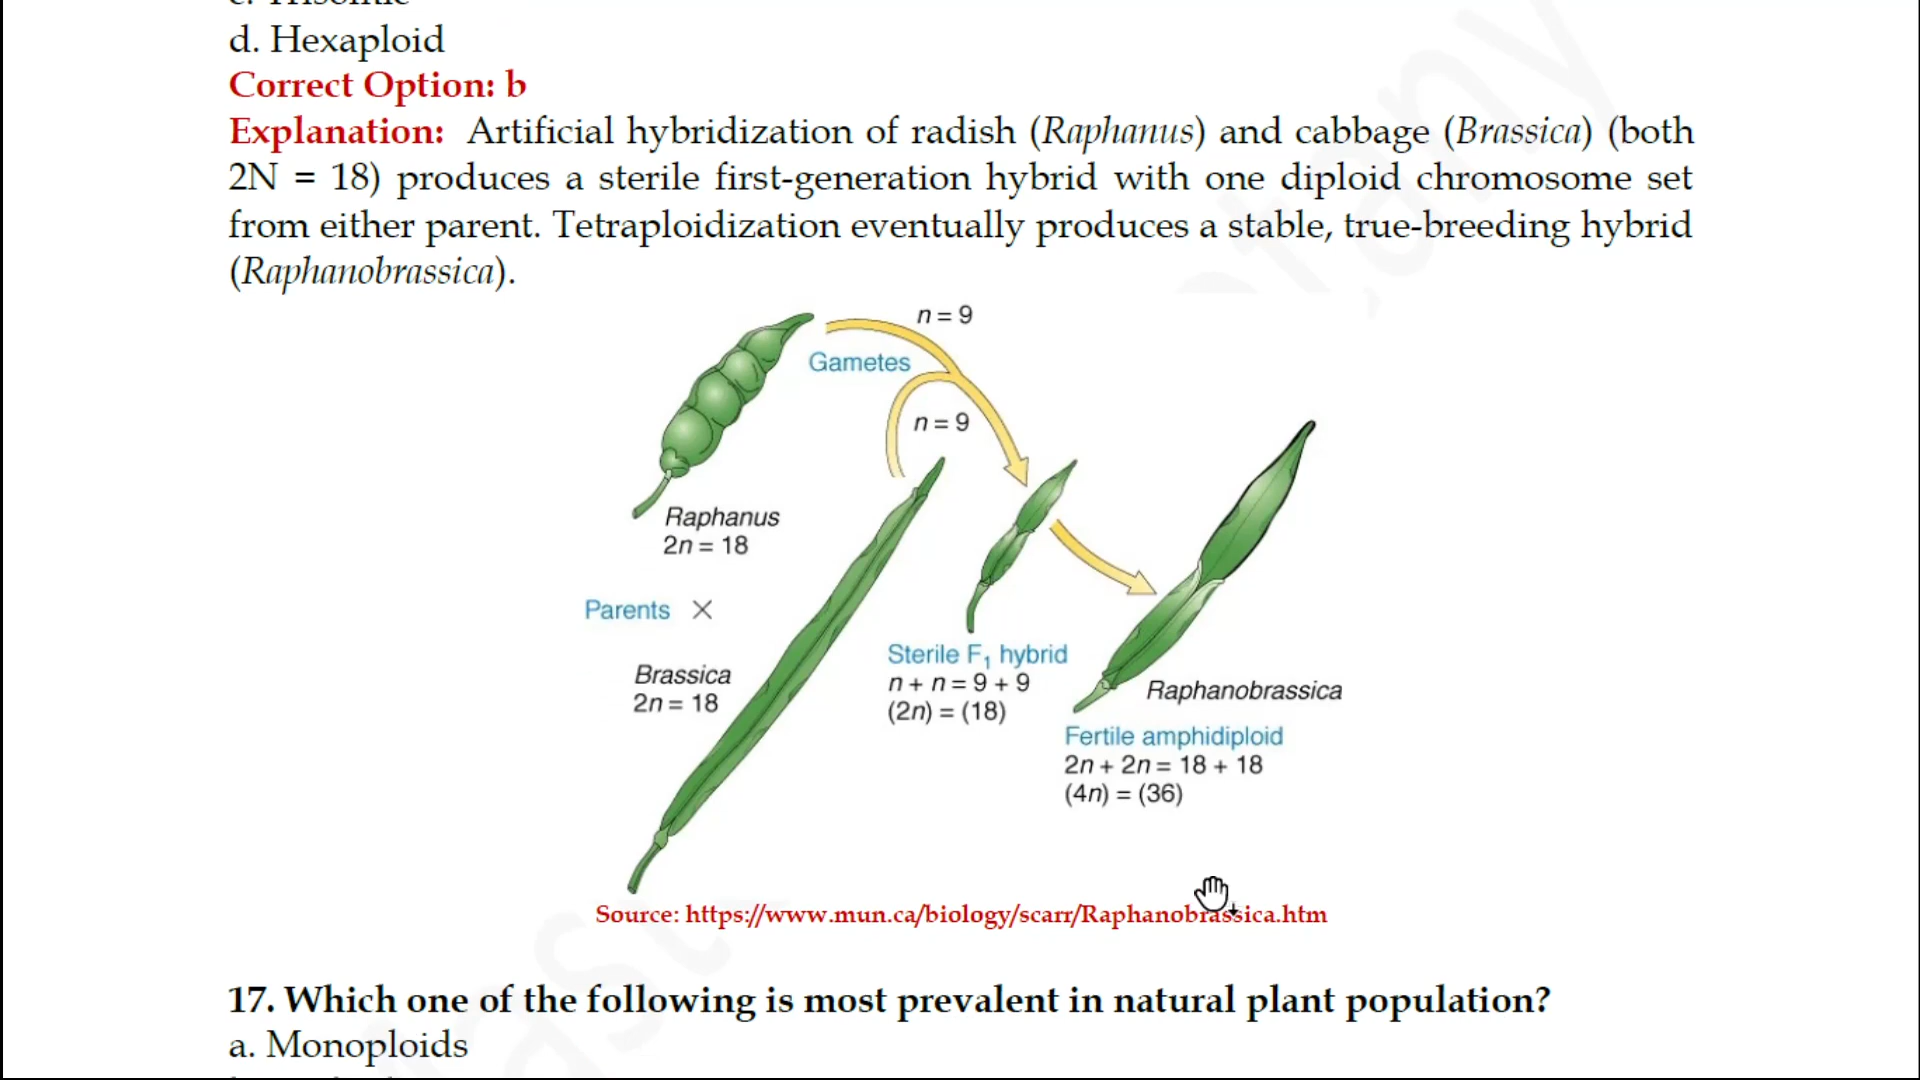 d. Hexaploid
Correct Option: b
Explanation: Artificial hybridization of radish (Raphanus) and cabbage (Brassica) (both
2N = 18) produces a sterile first-generation hybrid with one diploid chromosome set
from either parent. Tetraploidization eventually produces a stable, true-breeding hybrid
(Raphanobrassica).
n = 9
Gametes
n = 9
Raphanus
2n = 18
Parents ×
Brassica
2n = 18
Sterile F₁ hybrid
n + n = 9 + 9
(2n) = (18)
Raphanobrassica
Fertile amphidiploid
2n + 2n = 18 + 18
(4n) = (36)
Source: https://www.mun.ca/biology/scarr/Raphanobrassica.htm
17. Which one of the following is most prevalent in natural plant population?
a. Monoploids